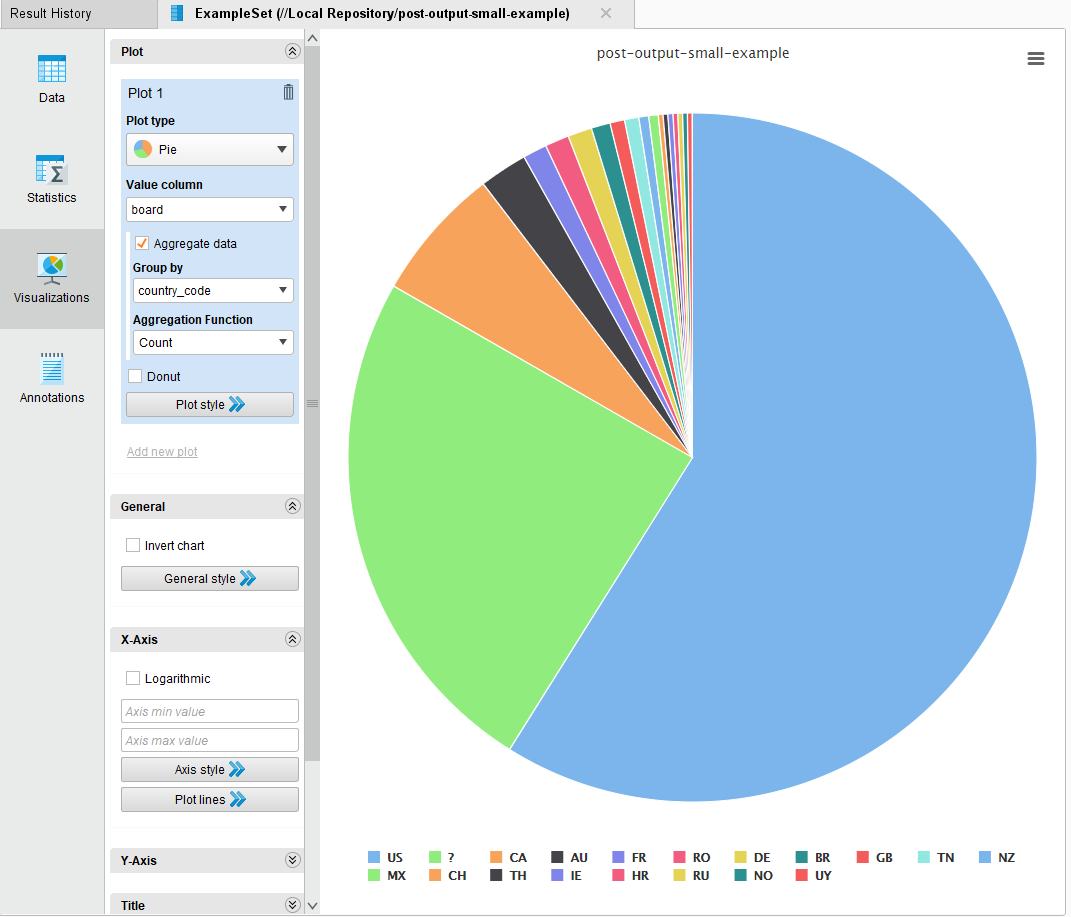 Result History
ExampleSet (//Local Repository/post-output-small-example)
Data
Statistics
Visualizations
Annotations
Plot
Plot 1
Plot type
Pie
Value column
board
Aggregate data
Group by
country_code
Aggregation Function
Count
Donut
Plot style
Add new plot
General
Invert chart
General style
X-Axis
Logarithmic
Axis min value
Axis max value
Axis style
Plot lines
Y-Axis
Title
post-output-small-example
US ? CA AU FR RO DE BR GB TN NZ
MX CH TH IE HR RU NO UY